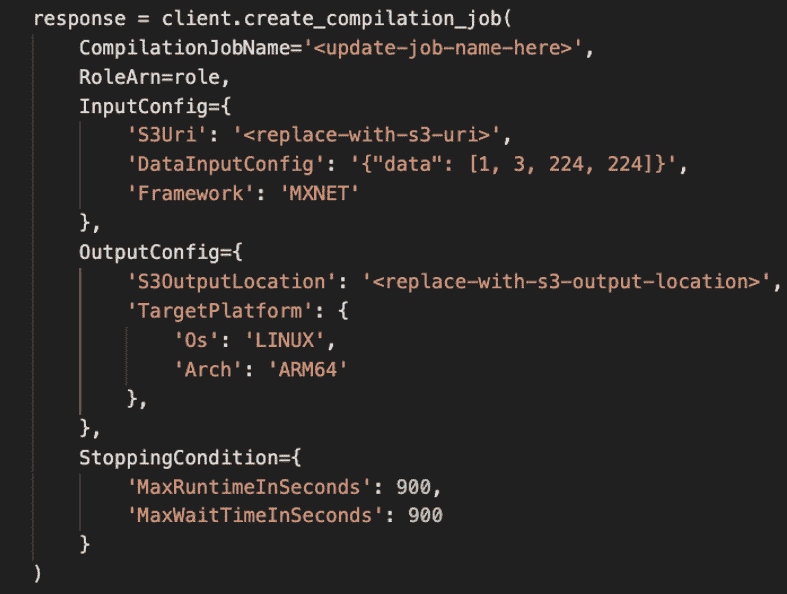 response = client.create_compilation_job(
    CompilationJobName='<update-job-name-here>',
    RoleArn=role,
    InputConfig={
        'S3Uri': '<replace-with-s3-uri>',
        'DataInputConfig': '{"data": [1, 3, 224, 224]}',
        'Framework': 'MXNET'
    },
    OutputConfig={
        'S3OutputLocation': '<replace-with-s3-output-location>',
        'TargetPlatform': {
            'Os': 'LINUX',
            'Arch': 'ARM64'
        },
    },
    StoppingCondition={
        'MaxRuntimeInSeconds': 900,
        'MaxWaitTimeInSeconds': 900
    }
)